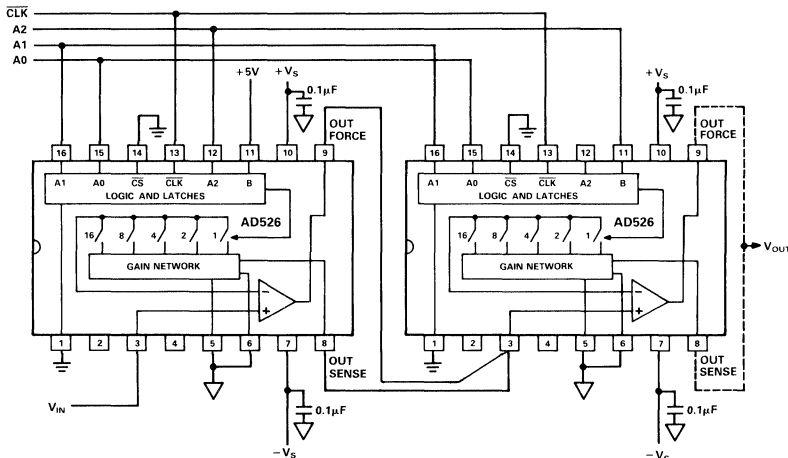 CLK
A2
A1
A0
+5V
+VS
0.1µF
OUT
FORCE
+VS
0.1µF
OUT
FORCE
16 15 14 13 12 11 10 9
16 15 14 13 12 11 10 9
A1 A0 CS CLK A2 B
LOGIC AND LATCHES
A1 A0 CS CLK A2 B
LOGIC AND LATCHES
AD526
16 8 4 2 1
GAIN NETWORK
AD526
16 8 4 2 1
GAIN NETWORK
VOUT
−
+
−
+
1 2 3 4 5 6 7 8
OUT
SENSE
1 2 3 4 5 6 7 8
OUT
SENSE
VIN
0.1µF
−VS
0.1µF
−VS